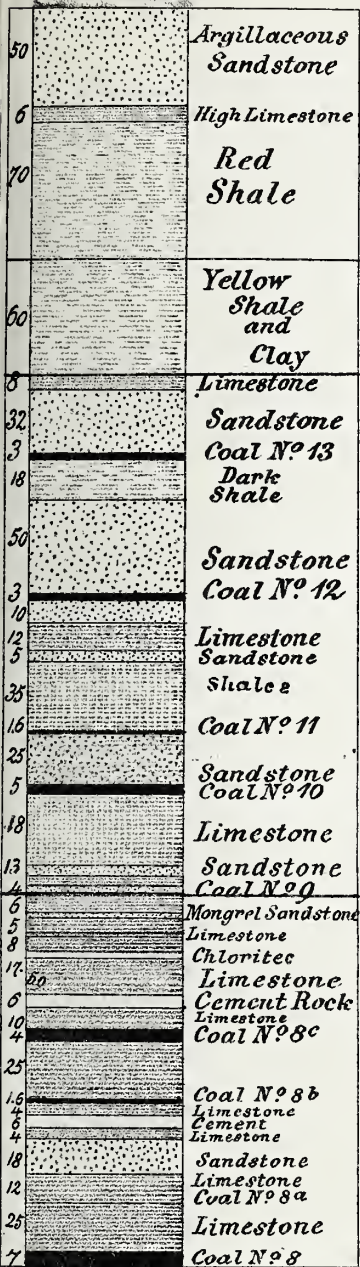 50 Argillaceous
Sandstone
6 High Limestone
70 Red
Shale
60 Yellow
Shale
and
Clay
8 Limestone
32 Sandstone
3 Coal Nº 13
18 Dark
Shale
50 Sandstone
3 Coal Nº 12
10
12 Limestone
5 Sandstone
35 Shales
1.6 Coal Nº 11
25 Sandstone
5 Coal Nº 10
18 Limestone
13 Sandstone
4 Coal Nº 9
6 Mongrel Sandstone
5 Limestone
8 Chloritec
17 60 Limestone
6 Cement Rock
10 Limestone
4 Coal Nº 8c
25
1.6 Coal Nº 8b
4 Limestone
6 Cement
4 Limestone
18 Sandstone
12 Limestone
Coal Nº 8a
25 Limestone
7 Coal Nº 8